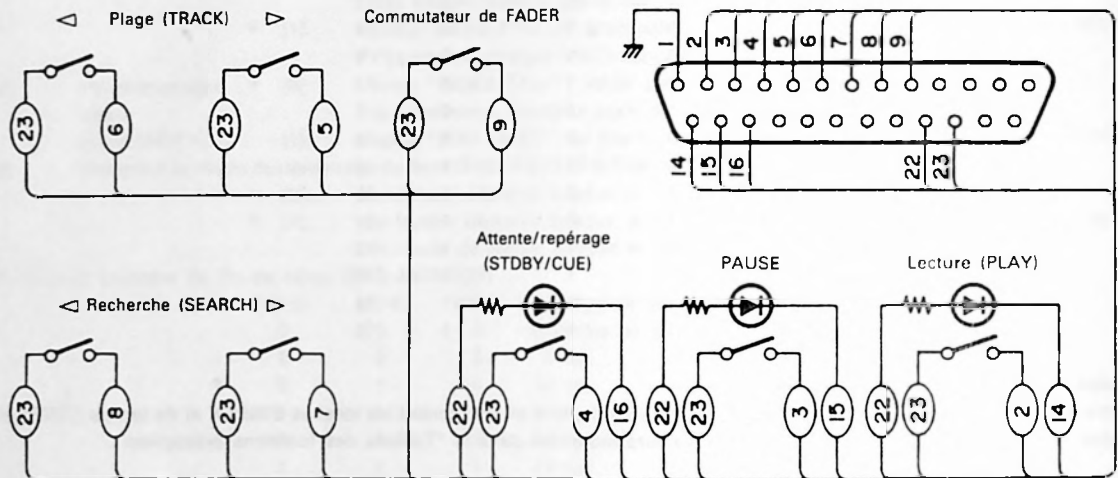 ◁ Plage (TRACK) ▷
Commutateur de FADER
1 2 3 4 5 6 7 8 9
23 6 23 5 23 9
14 15 16 22 23
Attente/repérage
(STDBY/CUE)
PAUSE
Lecture (PLAY)
◁ Recherche (SEARCH) ▷
23 8 23 7 22 23 4 16 22 23 3 15 22 23 2 14